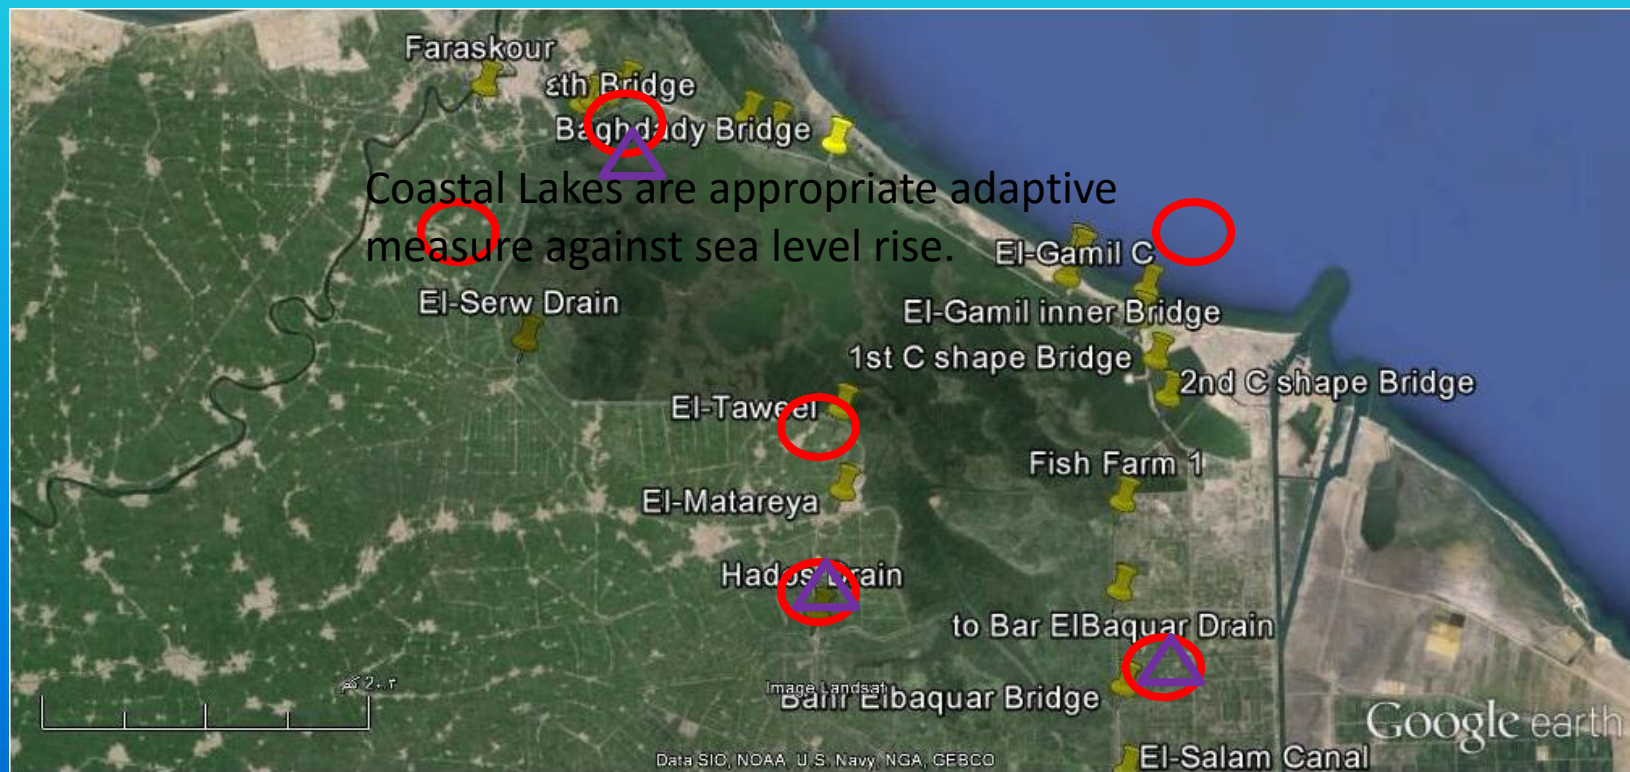 Faraskour
٤th Bridge
Baghdady Bridge
Coastal Lakes are appropriate adaptive
measure against sea level rise.
El-Gamil C
El-Serw Drain
El-Gamil inner Bridge
1st C shape Bridge
2nd C shape Bridge
El-Taweel
Fish Farm 1
El-Matareya
Hados Drain
to Bar ElBaquar Drain
Image Landsat
Bahr Elbaquar Bridge
Google earth
Data SIO, NOAA, U.S. Navy, NGA, GEBCO
El-Salam Canal